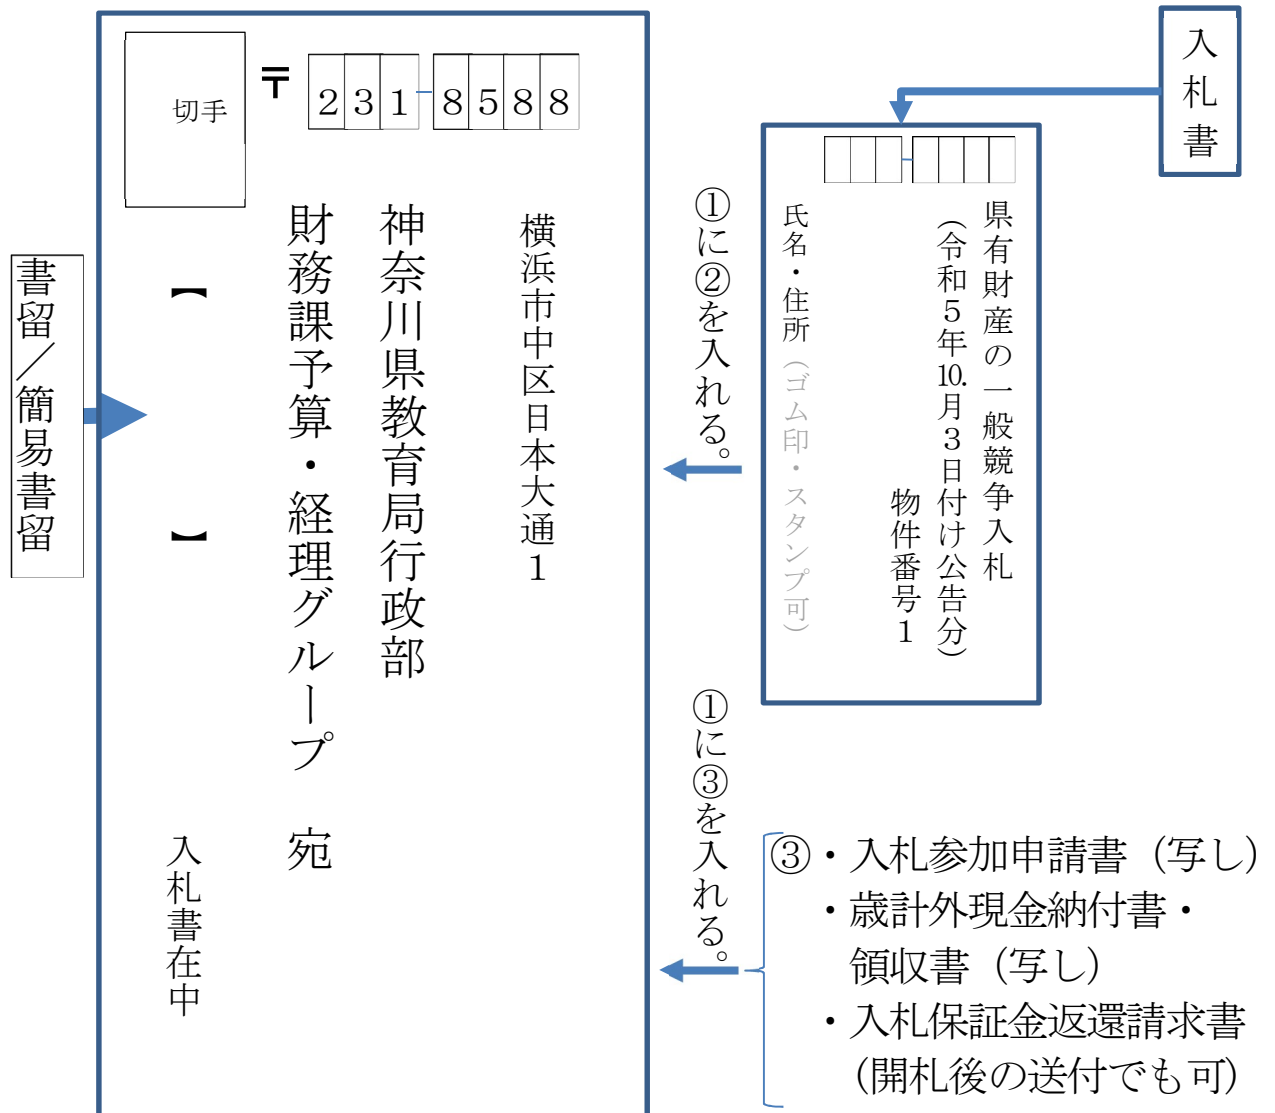 切手
〒 231-8588
横浜市中区日本大通1
神奈川県教育局行政部
財務課予算・経理グループ 宛
【 】
入札書在中
書留／簡易書留
入札書
県有財産の一般競争入札
(令和5年10.月3日付け公告分)
物件番号1
氏名・住所(ゴム印・スタンプ可)
①に②を入れる。
①に③を入れる。
③・入札参加申請書(写し)
・歳計外現金納付書・
領収書(写し)
・入札保証金返還請求書
(開札後の送付でも可)